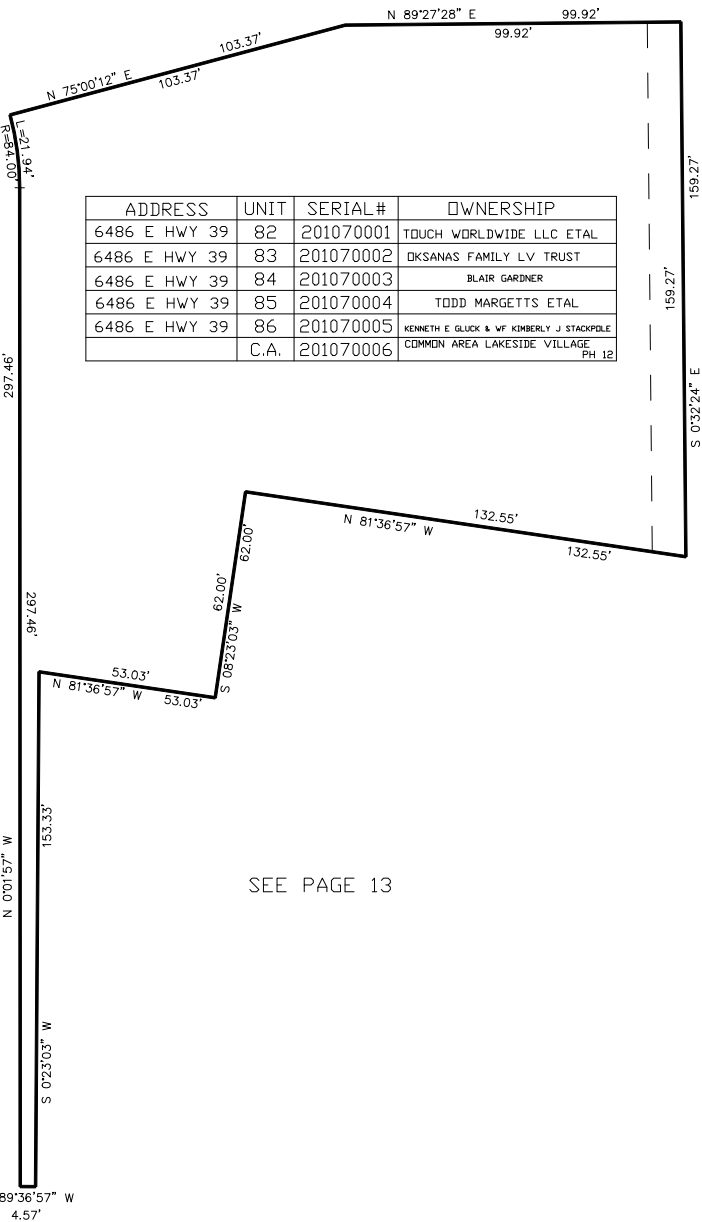 N 89°27'28" E 99.92'
99.92'
103.37'
N 75°00'12" E
103.37'
L=21.94'
R=84.00'
159.27'
159.27'
S 0°32'24" E
ADDRESS UNIT SERIAL# OWNERSHIP
6486 E HWY 39 82 201070001 TOUCH WORLDWIDE LLC ETAL
6486 E HWY 39 83 201070002 OKSANAS FAMILY LV TRUST
6486 E HWY 39 84 201070003 BLAIR GARDNER
6486 E HWY 39 85 201070004 TODD MARGETTS ETAL
6486 E HWY 39 86 201070005 KENNETH E GLUCK & WF KIMBERLY J STACKPOLE
C.A. 201070006 COMMON AREA LAKESIDE VILLAGE
PH 12
297.46'
297.46'
N 81°36'57" W 132.55'
132.55'
62.00'
62.00'
S 08°23'03" W
53.03'
N 81°36'57" W 53.03'
153.33'
N 0°01'57" W
SEE PAGE 13
S 0°23'03" W
89°36'57" W
4.57'